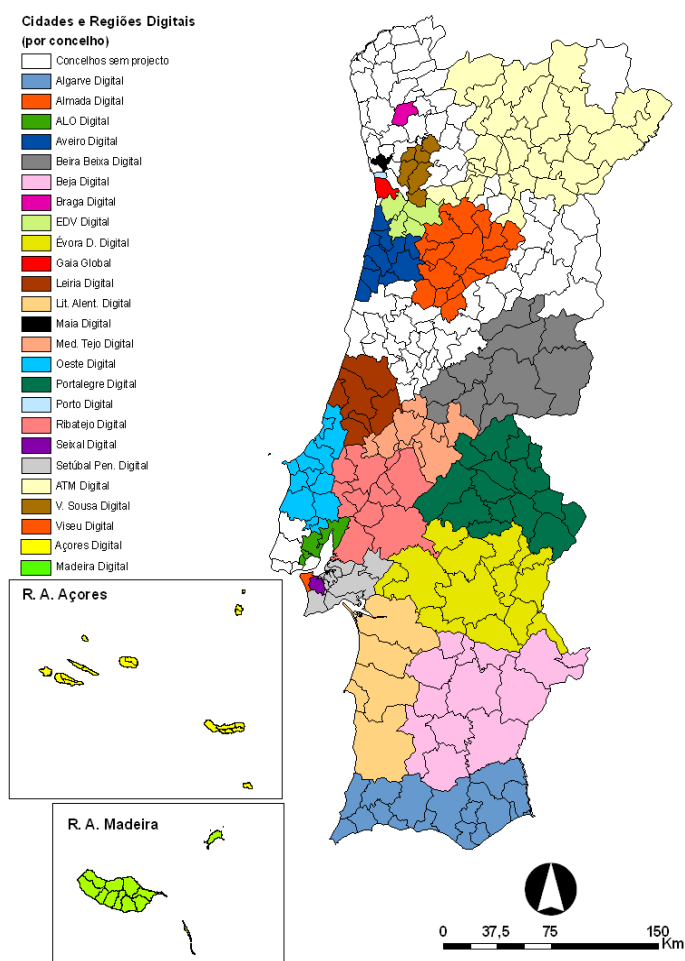 Cidades e Regiões Digitais
(por concelho)
Concelhos sem projecto
Algarve Digital
Almada Digital
ALO Digital
Aveiro Digital
Beira Beixa Digital
Beja Digital
Braga Digital
EDV Digital
Évora D. Digital
Gaia Global
Leiria Digital
Lit. Alent. Digital
Maia Digital
Med. Tejo Digital
Oeste Digital
Portalegre Digital
Porto Digital
Ribatejo Digital
Seixal Digital
Setúbal Pen. Digital
ATM Digital
V. Sousa Digital
Viseu Digital
Açores Digital
Madeira Digital
R. A. Açores
R. A. Madeira
0 37,5 75 150
Km